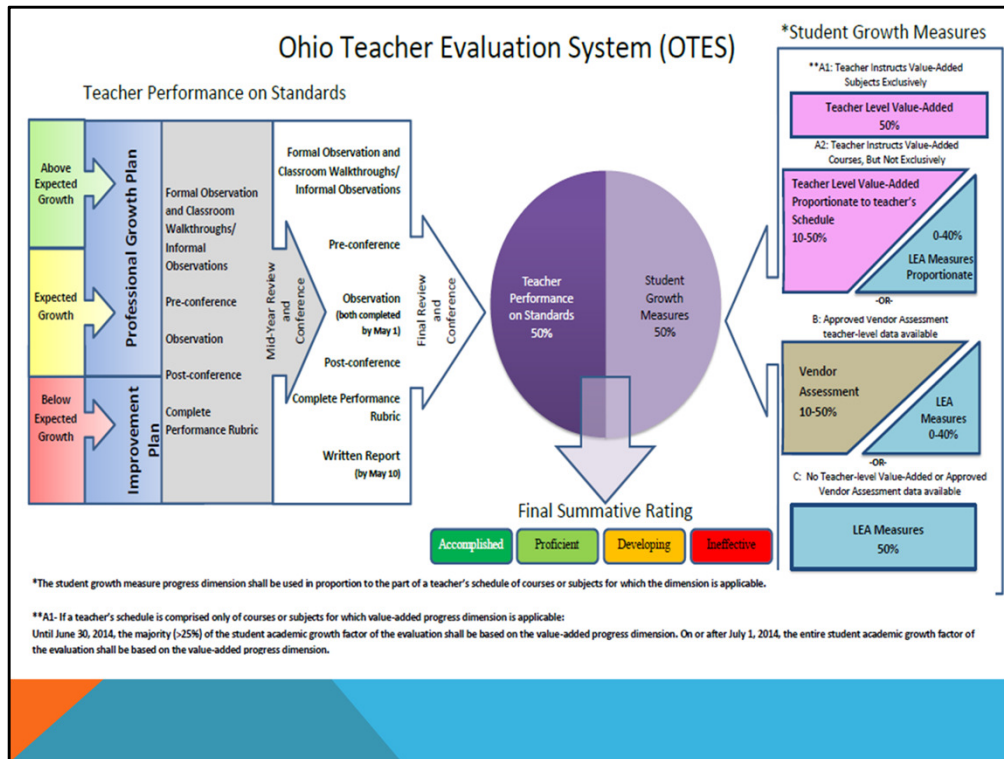 Ohio Teacher Evaluation System (OTES)
Teacher Performance on Standards
Above
Expected
Growth
Expected
Growth
Below
Expected
Growth
Professional Growth Plan
Improvement
Plan
Formal Observation
and Classroom
Walkthroughs/
Informal
Observations
Pre-conference
Observation
Post-conference
Complete
Performance Rubric
Mid-Year Review
and
Conference
Formal Observation and
Classroom Walkthroughs/
Informal Observations
Pre-conference
Observation
(both completed
by May 1)
Post-conference
Complete Performance
Rubric
Written Report
(by May 10)
Final Review
and
Conference
Teacher
Performance
on Standards
50%
Student
Growth
Measures
50%
Final Summative Rating
Accomplished
Proficient
Developing
Ineffective
*Student Growth Measures
**A1: Teacher Instructs Value-Added
Subjects Exclusively
Teacher Level Value-Added
50%
A2: Teacher Instructs Value-Added
Courses, But Not Exclusively
Teacher Level Value-Added
Proportionate to teacher's
Schedule
10-50%
0-40%
LEA Measures
Proportionate
-OR-
B: Approved Vendor Assessment
teacher-level data available
Vendor
Assessment
10-50%
LEA
Measures
0-40%
-OR-
C: No Teacher-level Value-Added or Approved
Vendor Assessment data available
LEA Measures
50%
*The student growth measure progress dimension shall be used in proportion to the part of a teacher's schedule of courses or subjects for which the dimension is applicable.
**A1- If a teacher's schedule is comprised only of courses or subjects for which value-added progress dimension is applicable:
Until June 30, 2014, the majority (>25%) of the student academic growth factor of the evaluation shall be based on the value-added progress dimension. On or after July 1, 2014, the entire student academic growth factor of
the evaluation shall be based on the value-added progress dimension.